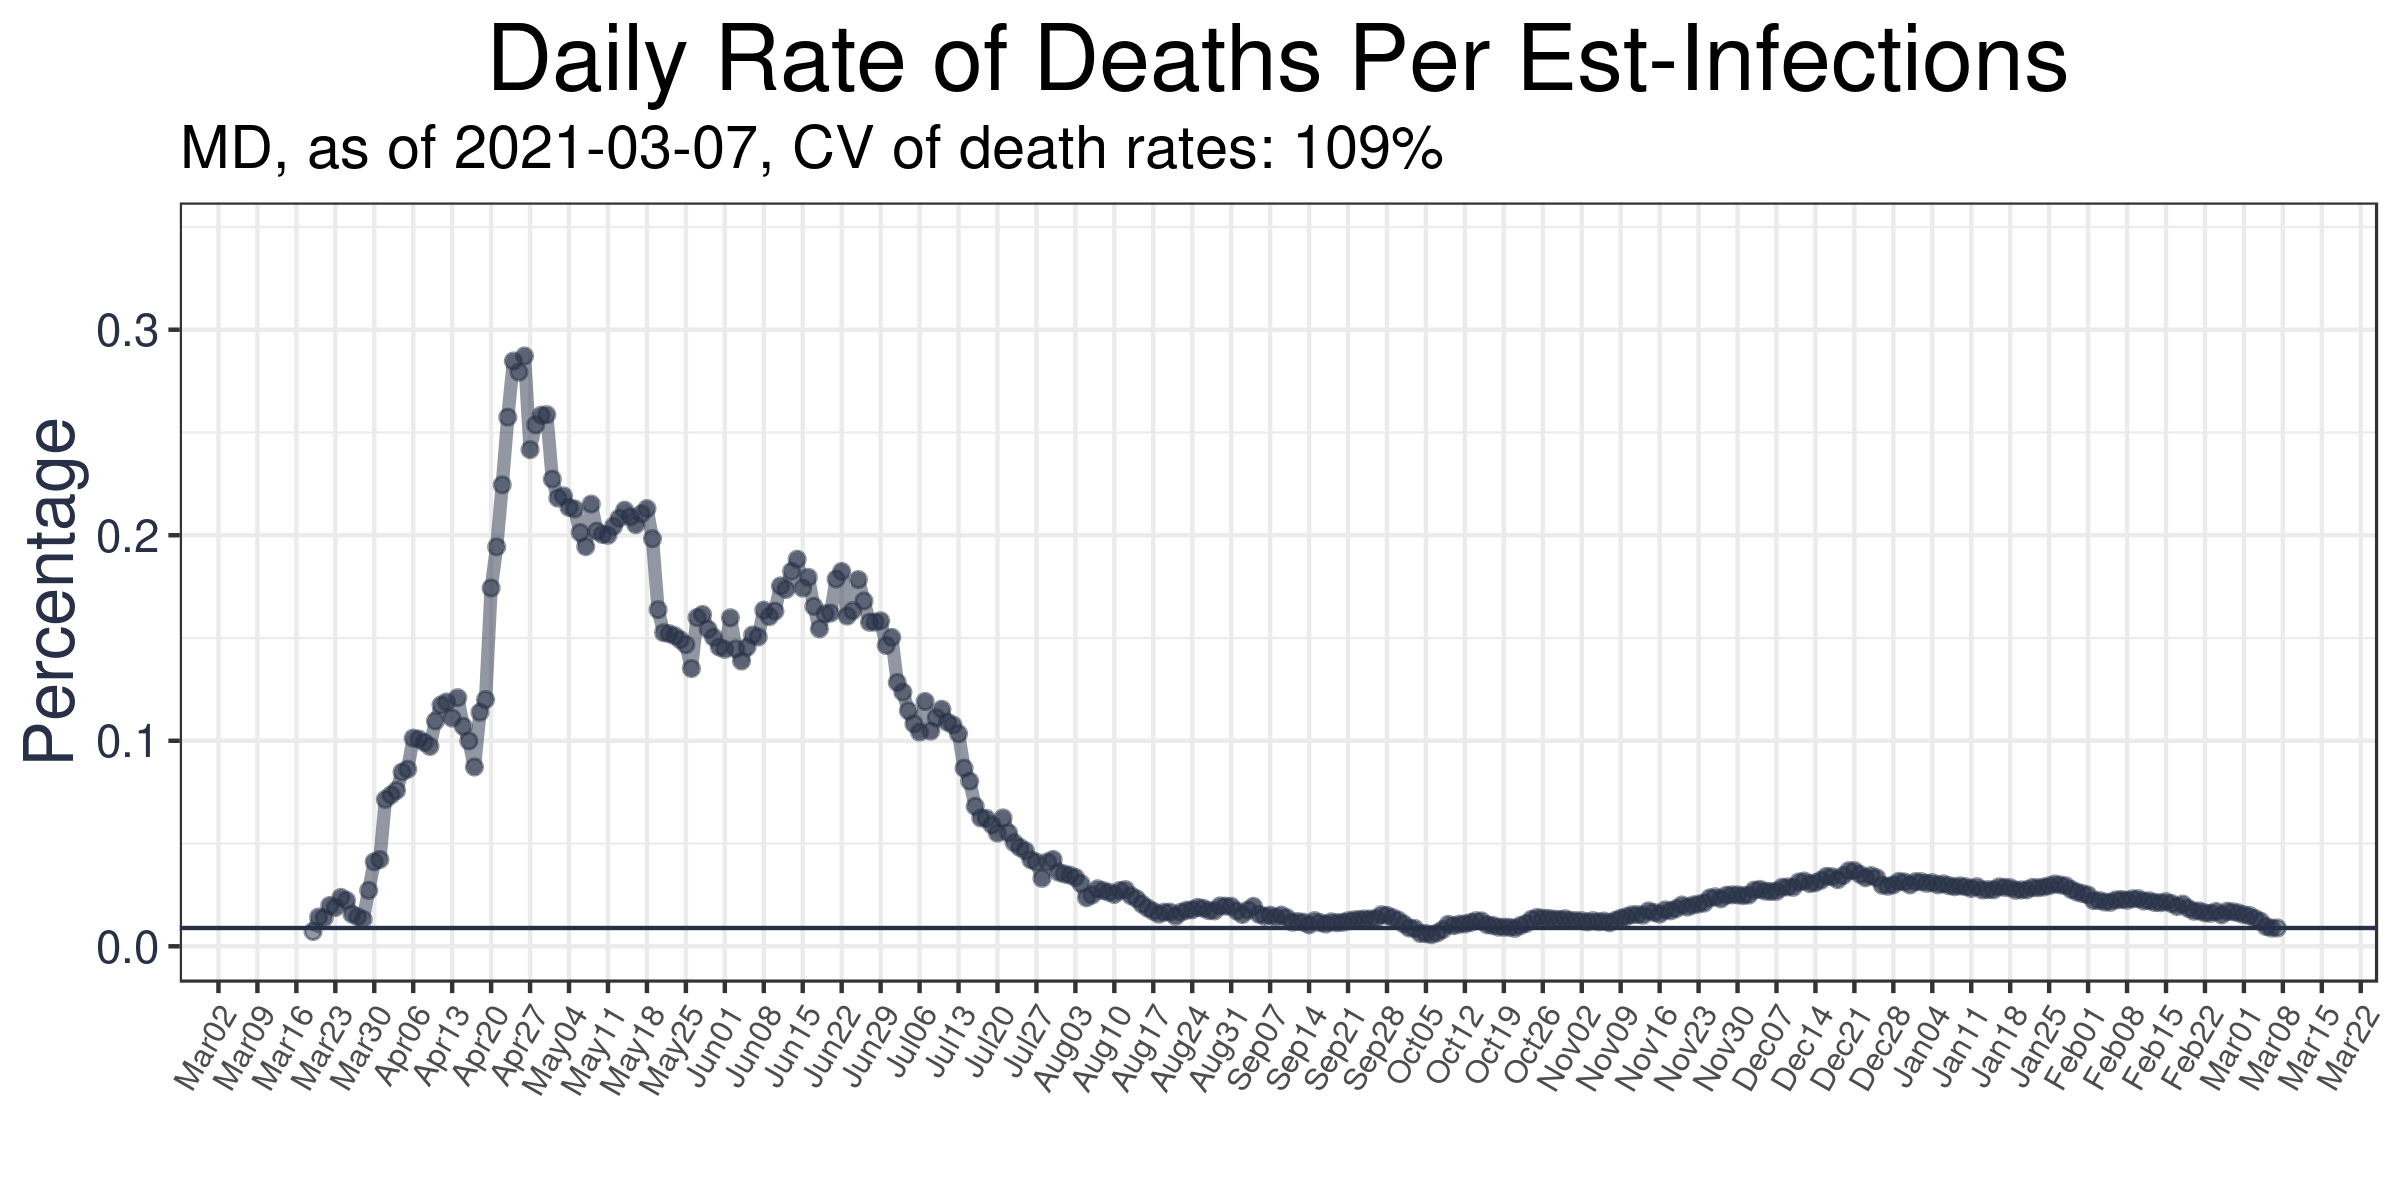 Daily Rate of Deaths Per Est-Infections
MD, as of 2021-03-07, CV of death rates: 109%
Percentage
0.3
0.2
0.1
0.0
Mar02
Mar09
Mar16
Mar23
Mar30
Apr06
Apr13
Apr20
Apr27
May04
May11
May18
May25
Jun01
Jun08
Jun15
Jun22
Jun29
Jul06
Jul13
Jul20
Jul27
Aug03
Aug10
Aug17
Aug24
Aug31
Sep07
Sep14
Sep21
Sep28
Oct05
Oct12
Oct19
Oct26
Nov02
Nov09
Nov16
Nov23
Nov30
Dec07
Dec14
Dec21
Dec28
Dec04
Jan11
Jan18
Jan25
Feb01
Feb08
Feb15
Feb22
Mar01
Mar08
Mar15
Mar22